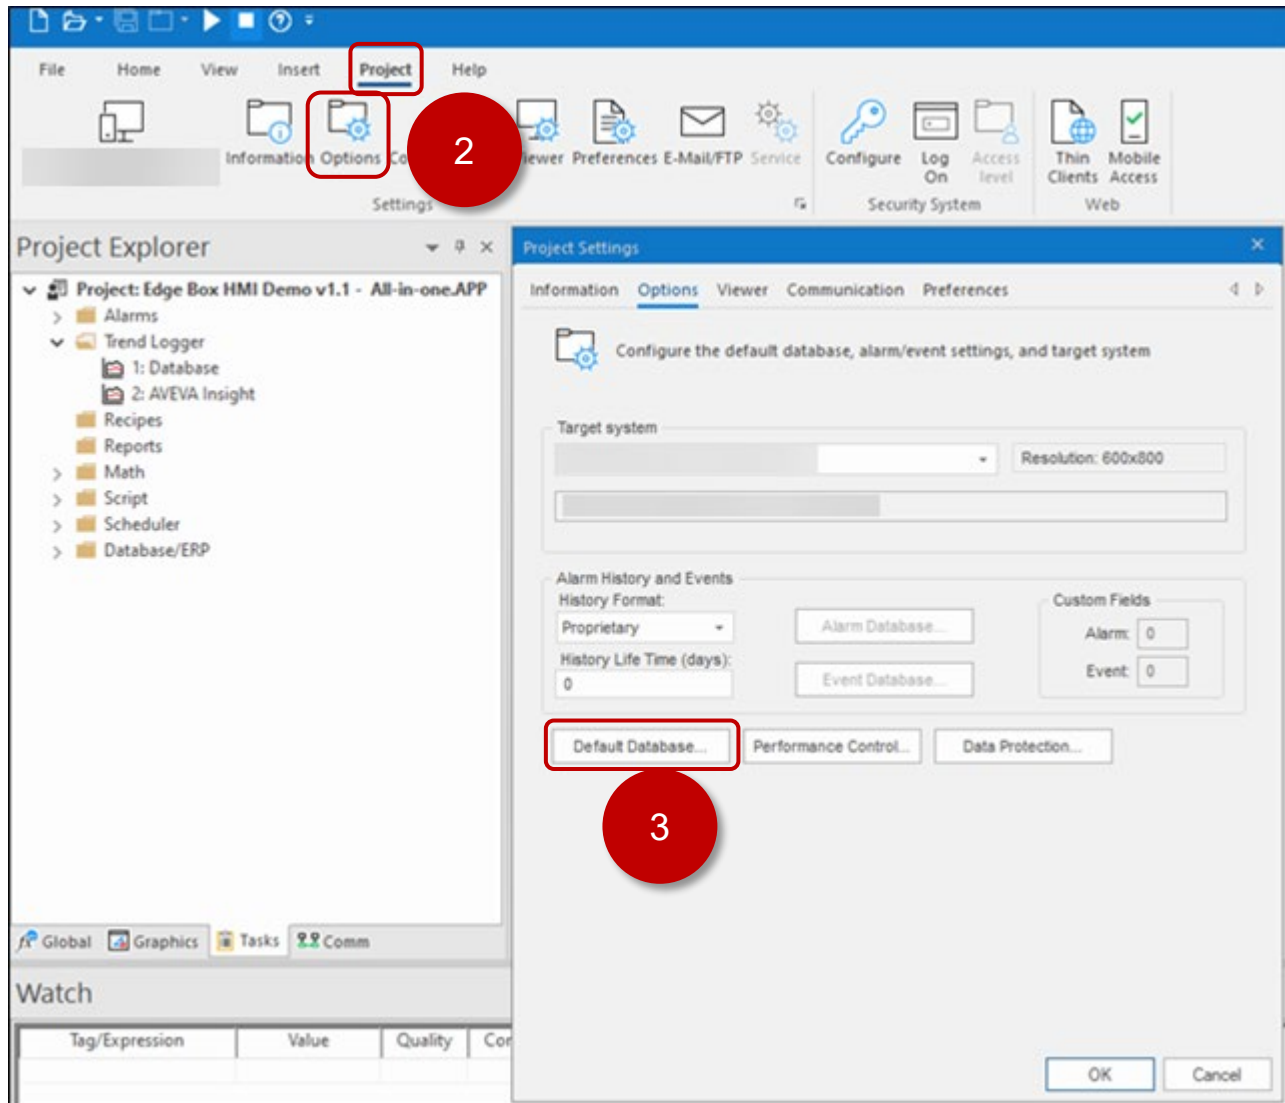 File Home View Insert Project Help
Information Options Co 2 iewer Preferences E-Mail/FTP Service Configure Log On Access level Thin Clients Mobile Access
Settings Security System Web
Project Explorer
Project: Edge Box HMI Demo v1.1 - All-in-one.APP
Alarms
Trend Logger
1: Database
2: AVEVA Insight
Recipes
Reports
Math
Script
Scheduler
Database/ERP
Global Graphics Tasks Comm
Watch
Tag/Expression Value Quality Cor
Project Settings
Information Options Viewer Communication Preferences
Configure the default database, alarm/event settings, and target system
Target system
Resolution: 600x800
Alarm History and Events
History Format:
Proprietary
History Life Time (days):
0
Alarm Database...
Event Database...
Custom Fields
Alarm: 0
Event: 0
Default Database... Performance Control... Data Protection...
3
OK Cancel